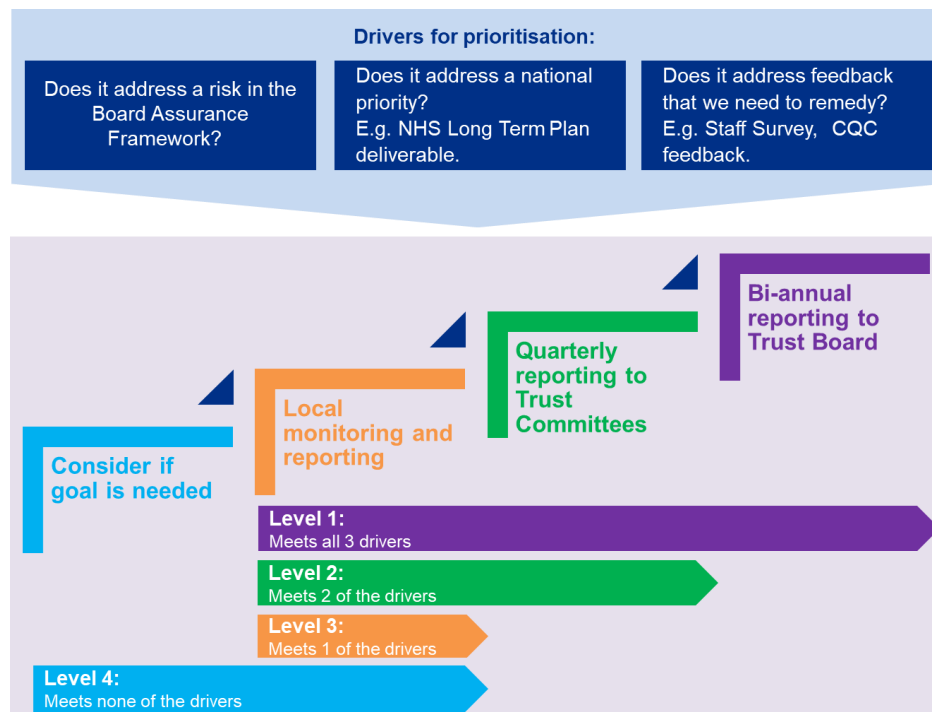 Drivers for prioritisation:
Does it address a risk in the
Board Assurance
Framework?
Does it address a national
priority?
E.g. NHS Long Term Plan
deliverable.
Does it address feedback
that we need to remedy?
E.g. Staff Survey, CQC
feedback.
Consider if
goal is needed
Local
monitoring and
reporting
Quarterly
reporting to
Trust
Committees
Bi-annual
reporting to
Trust Board
Level 1:
Meets all 3 drivers
Level 2:
Meets 2 of the drivers
Level 3:
Meets 1 of the drivers
Level 4:
Meets none of the drivers